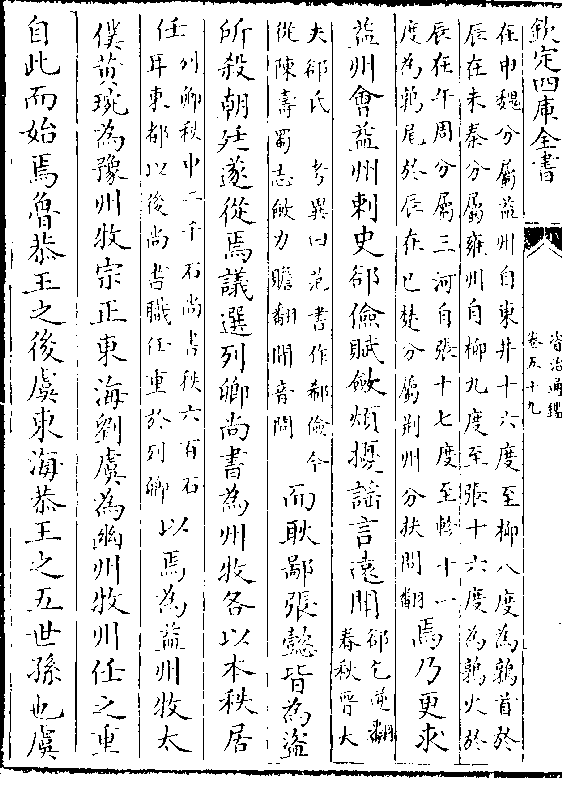 欽定四庫全書
資治通鑑
卷五十九
在申魏分屬益州自東井十六度至柳八度為鶉首於
辰在未秦分屬雍州自柳九度至張十六度為鶉火於
辰在午周分屬三河自張十七度至軫十一
度為鶉尾於辰在巳楚分屬荆州分扶問翻
焉乃更求
益州會益州刺史郤儉賦歛煩擾謡言遠聞
郤乞逆翻
春秋晉大
夫郤氏　考異曰范書作郗儉今
從陳壽蜀志歛力贍翻聞音問
而耿鄙張懿皆為盗
所殺朝廷遂從焉議選列卿尚書為州牧各以本秩居
任
列卿秩中二千石尚書秩六百石
耳東都以後尚書職任重於列卿
以焉為益州牧太
僕黄琬為豫州牧宗正東海劉虞為幽州牧州任之重
自此而始焉魯恭王之後虞東海恭王之五世孫也虞